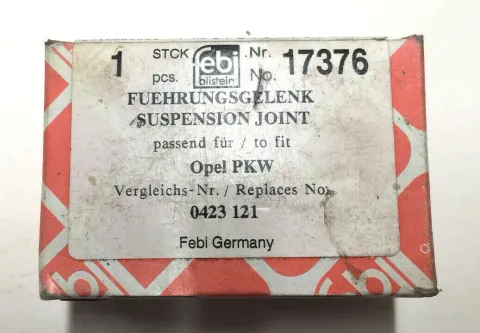 1 STCK febi .Nr. 17376
pcs. bilstein No.
FUEHRUNGSGELENK
SUSPENSION JOINT
passend für / to fit
Opel PKW
Vergleichs-Nr. / Replaces No.
0423 121
Febi Germany